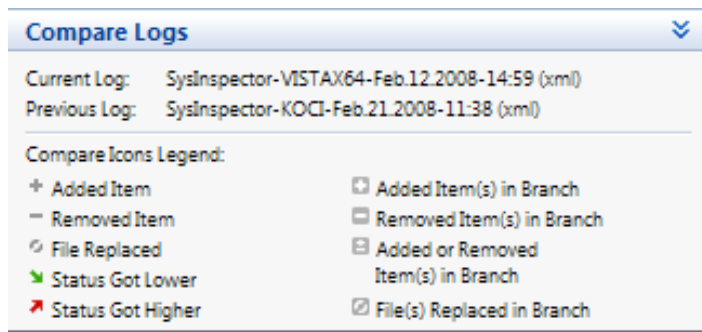 Compare Logs
Current Log: SysInspector-VISTAX64-Feb.12.2008-14:59 (xml)
Previous Log: SysInspector-KOCI-Feb.21.2008-11:38 (xml)
Compare Icons Legend:
Added Item
Removed Item
File Replaced
Status Got Lower
Status Got Higher
Added Item(s) in Branch
Removed Item(s) in Branch
Added or Removed
Item(s) in Branch
File(s) Replaced in Branch